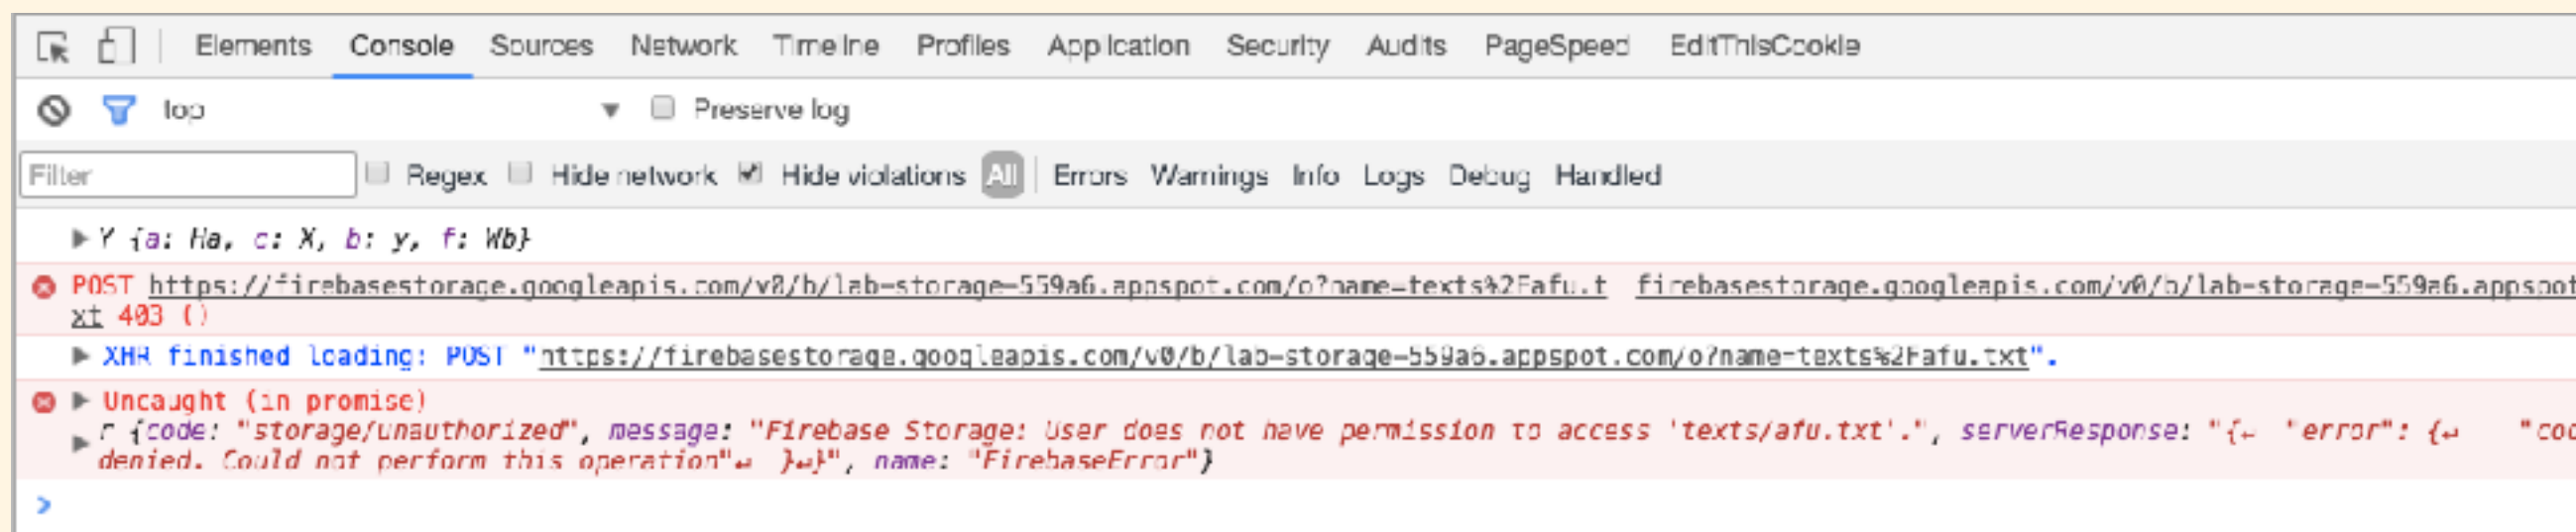 Elements Console Sources Network Timeline Profiles Application Security Audits PageSpeed EditThisCookie
top Preserve log
Filter Regex Hide network Hide violations All Errors Warnings Info Logs Debug Handled
Y {a: Ha, c: X, b: y, f: Wb}
POST https://firebasestorage.googleapis.com/v0/b/lab-storage-559a6.appspot.com/o?name=texts%2Fafu.t firebasestorage.googleapis.com/v0/b/lab-storage-559a6.appspot
xt 403 ()
XHR finished loading: POST "https://firebasestorage.googleapis.com/v0/b/lab-storage-559a6.appspot.com/o?name=texts%2Fafu.txt".
Uncaught (in promise)
r {code: "storage/unauthorized", message: "Firebase Storage: User does not have permission to access 'texts/afu.txt'.", serverResponse: "{↵  "error": {↵    "co
denied. Could not perform this operation"↵  }↵}", name: "FirebaseError"}